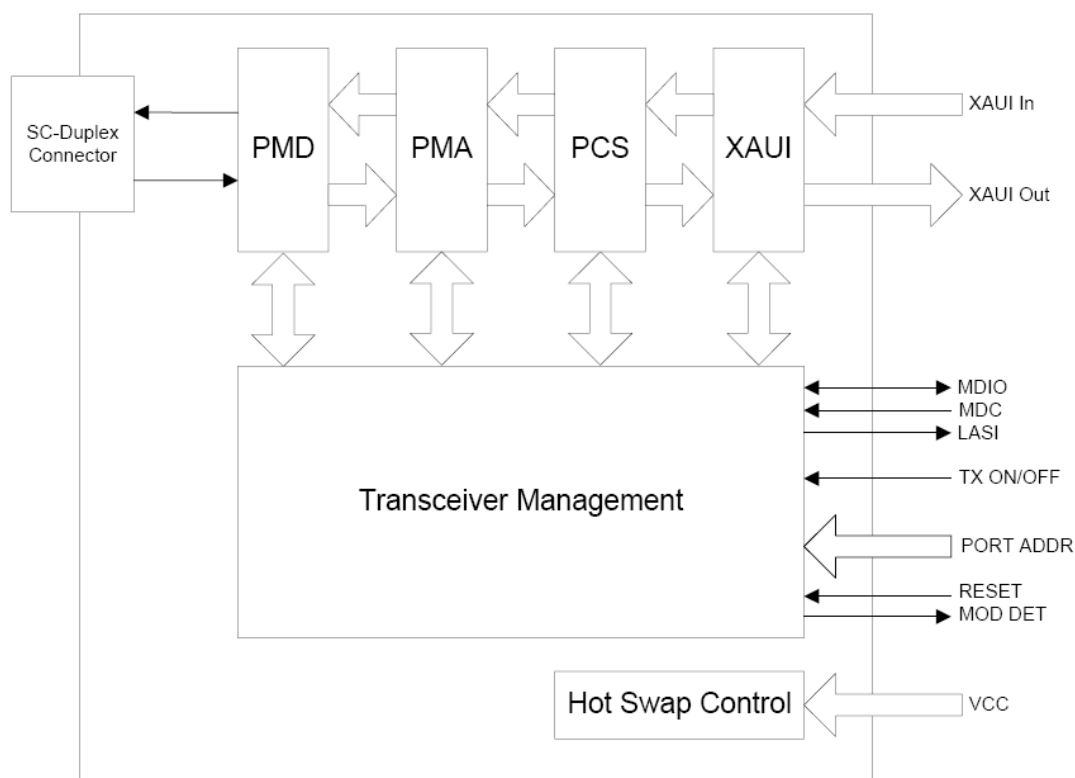 SC-Duplex
Connector
PMD
PMA
PCS
XAUI
XAUI In
XAUI Out
Transceiver Management
MDIO
MDC
LASI
TX ON/OFF
PORT ADDR
RESET
MOD DET
Hot Swap Control
VCC